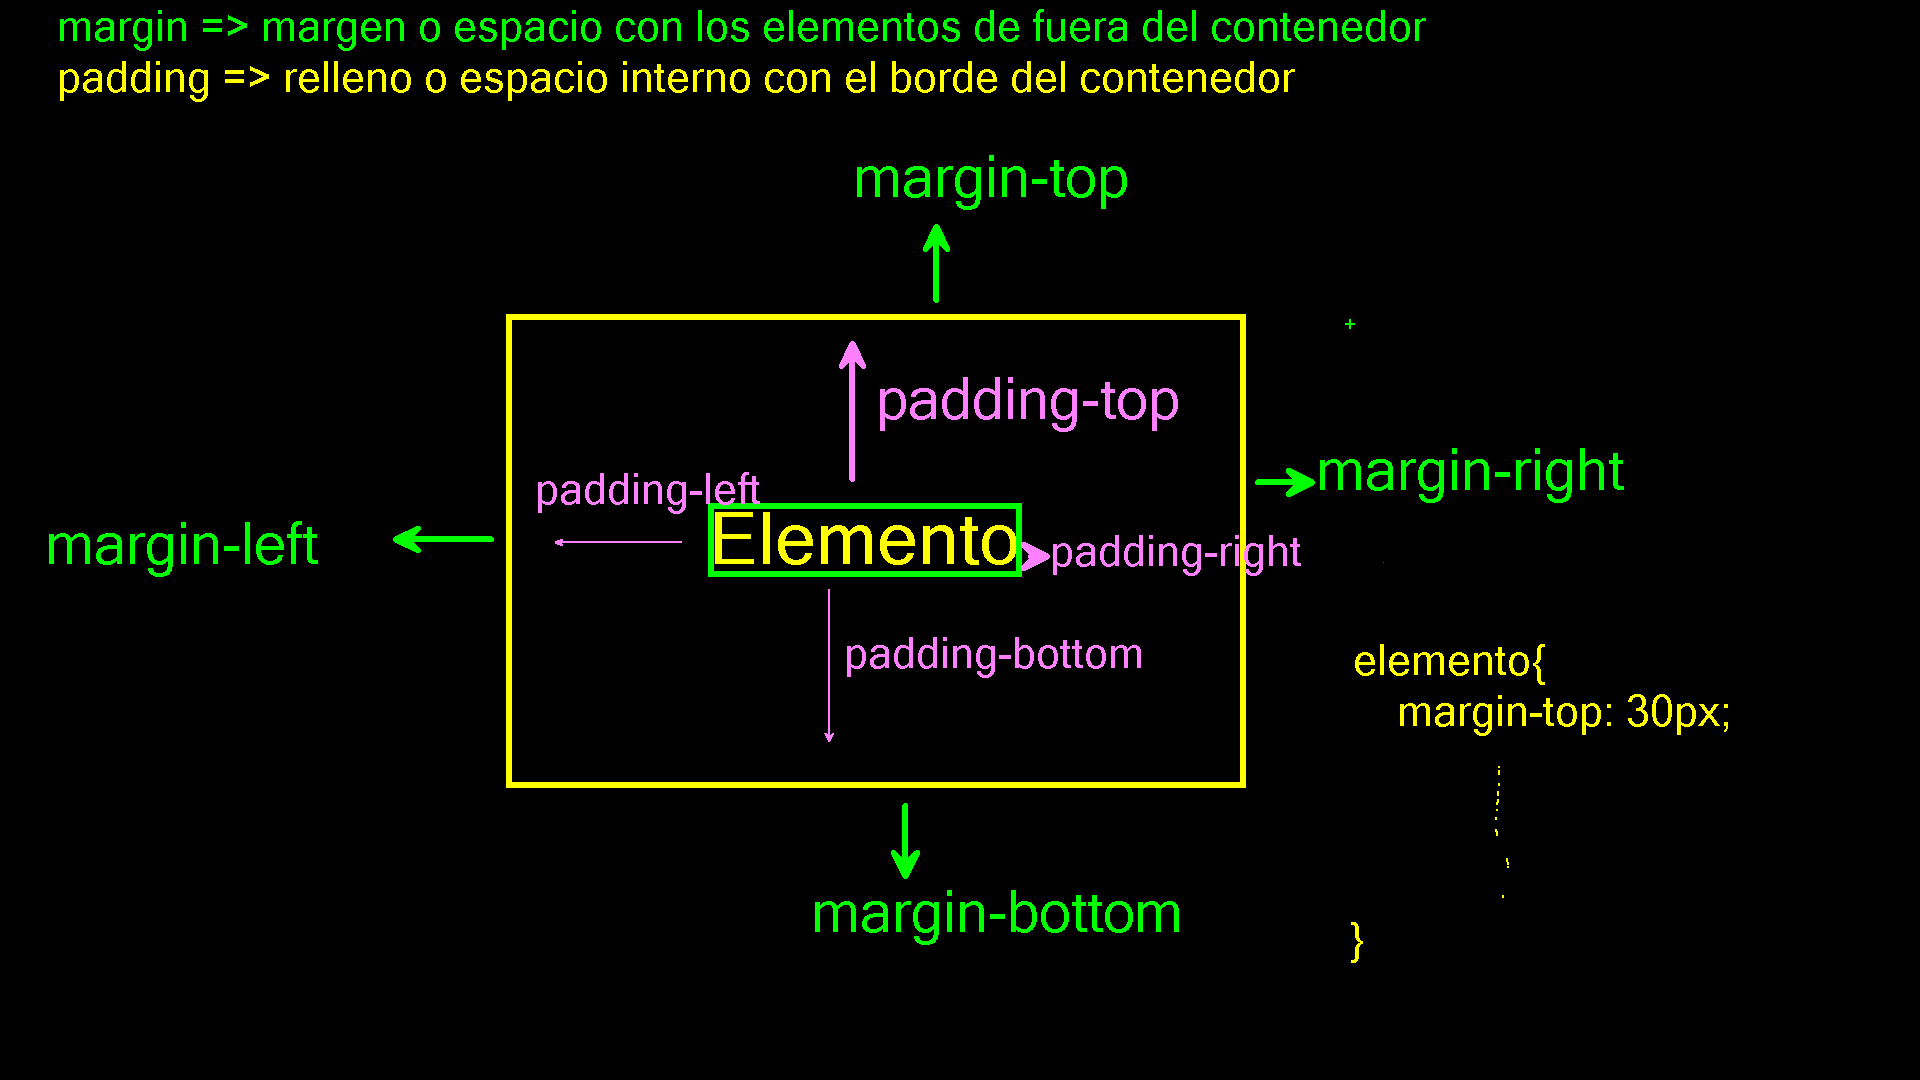 margin => margen o espacio con los elementos de fuera del contenedor
padding => relleno o espacio interno con el borde del contenedor
margin-top
padding-top
margin-right
padding-left
margin-left
Elemento
padding-right
padding-bottom
elemento{
margin-top: 30px;
margin-bottom
}